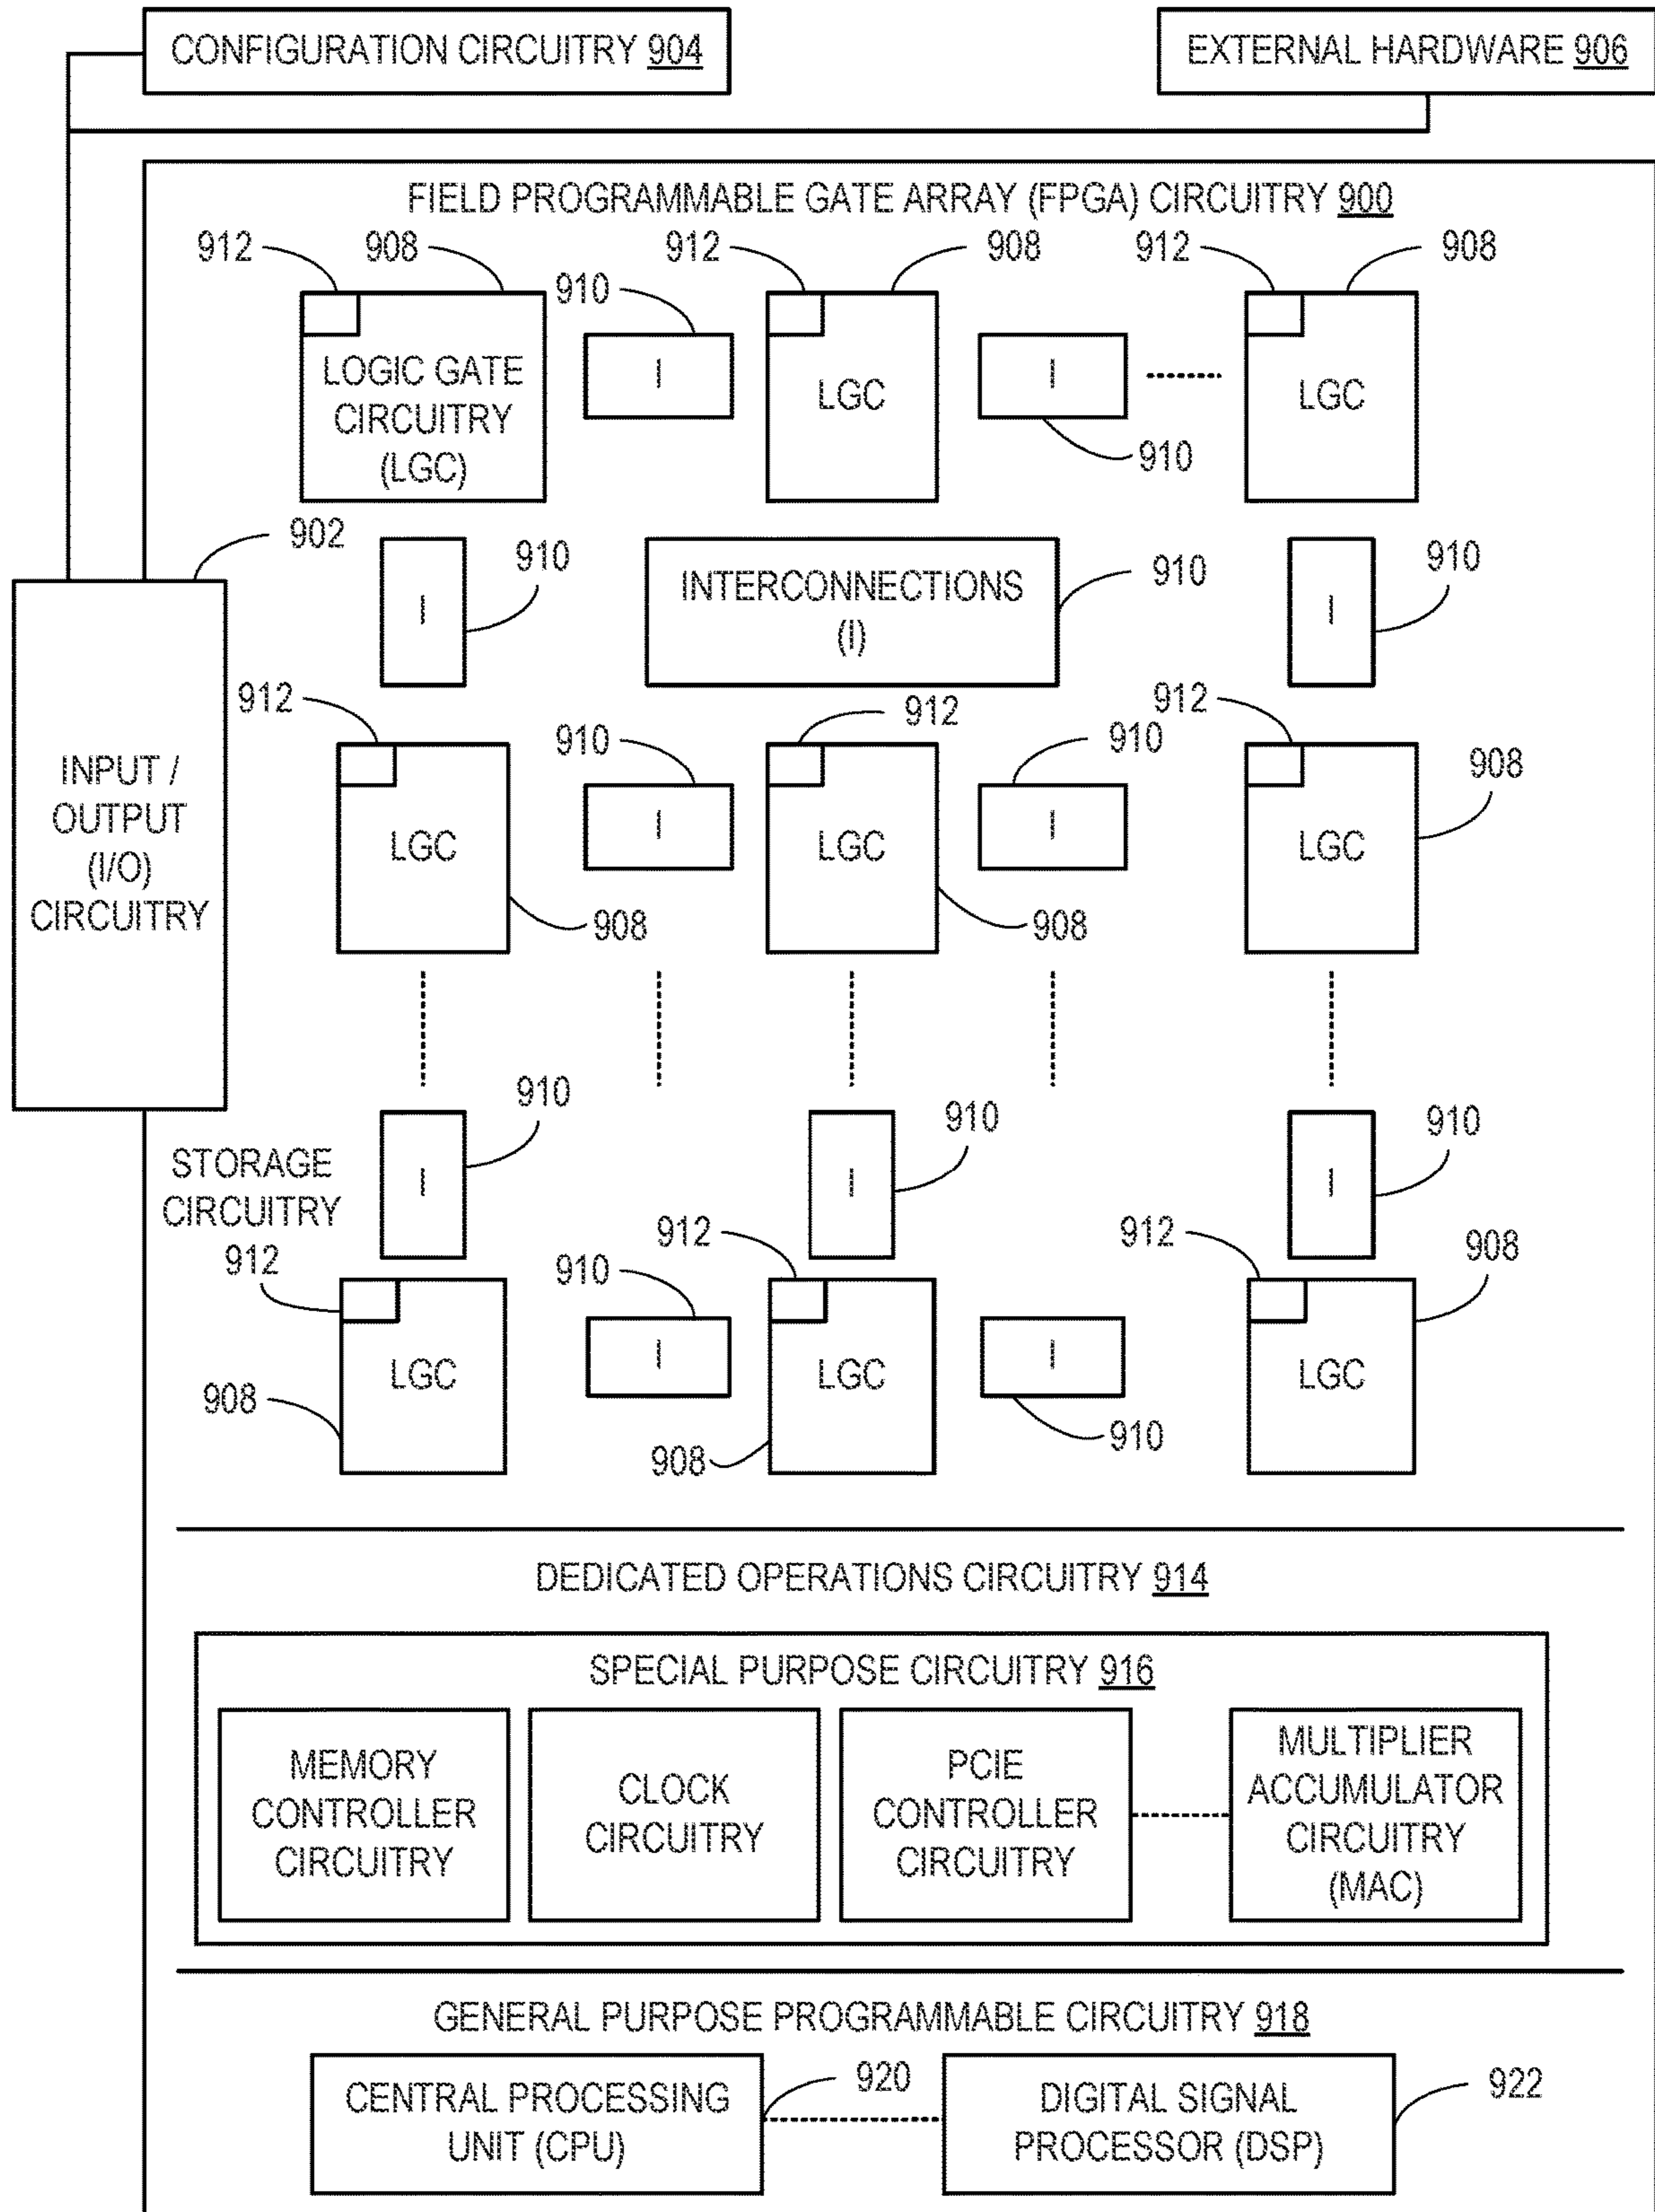 CONFIGURATION CIRCUITRY 904
EXTERNAL HARDWARE 906
FIELD PROGRAMMABLE GATE ARRAY (FPGA) CIRCUITRY 900
912
908
912
908
912
908
910
LOGIC GATE
CIRCUITRY
(LGC)
I
LGC
I
LGC
910
902
910
INTERCONNECTIONS
(I)
910
910
I
I
912
912
912
910
910
INPUT /
OUTPUT
(I/O)
CIRCUITRY
LGC
I
LGC
I
LGC
908
908
908
910
910
910
STORAGE
CIRCUITRY
I
I
I
912
910
912
912
908
LGC
I
LGC
I
LGC
908
908
910
DEDICATED OPERATIONS CIRCUITRY 914
SPECIAL PURPOSE CIRCUITRY 916
MEMORY
CONTROLLER
CIRCUITRY
CLOCK
CIRCUITRY
PCIE
CONTROLLER
CIRCUITRY
MULTIPLIER
ACCUMULATOR
CIRCUITRY
(MAC)
GENERAL PURPOSE PROGRAMMABLE CIRCUITRY 918
CENTRAL PROCESSING
UNIT (CPU)
920
DIGITAL SIGNAL
PROCESSOR (DSP)
922